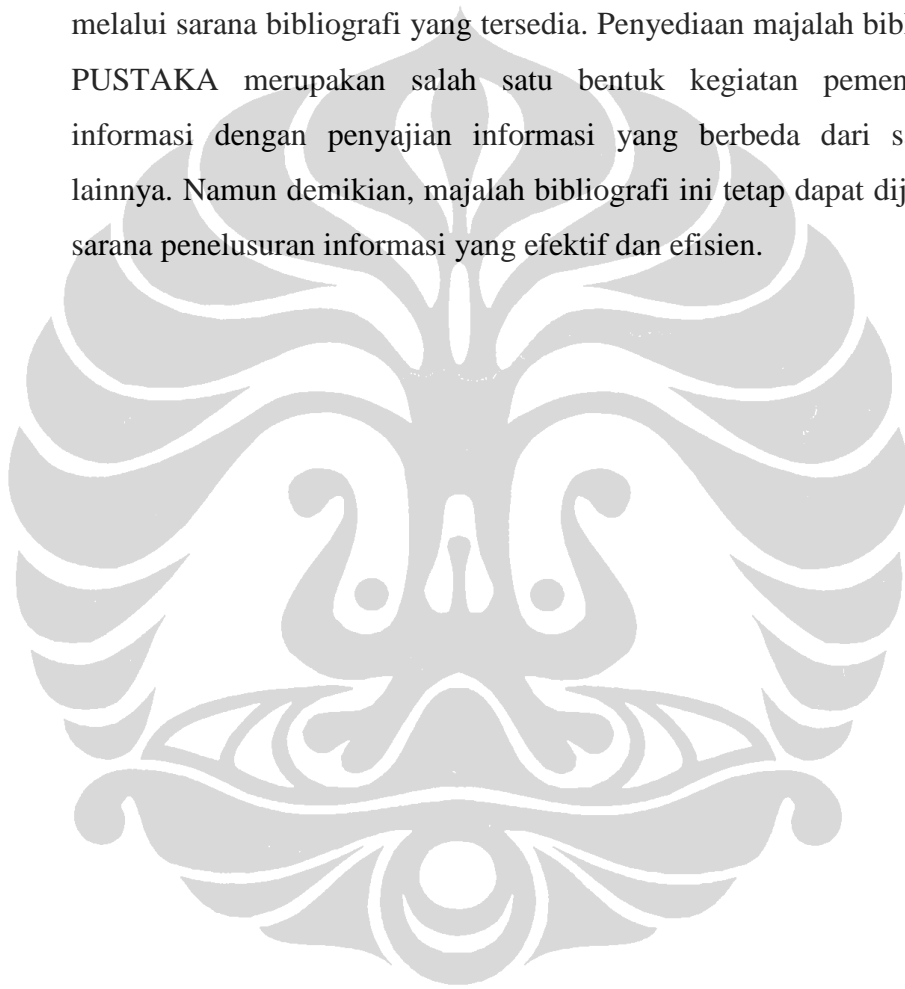 melalui sarana bibliografi yang tersedia. Penyediaan majalah bibl
PUSTAKA merupakan salah satu bentuk kegiatan pemen
informasi dengan penyajian informasi yang berbeda dari s
lainnya. Namun demikian, majalah bibliografi ini tetap dapat dij
sarana penelusuran informasi yang efektif dan efisien.